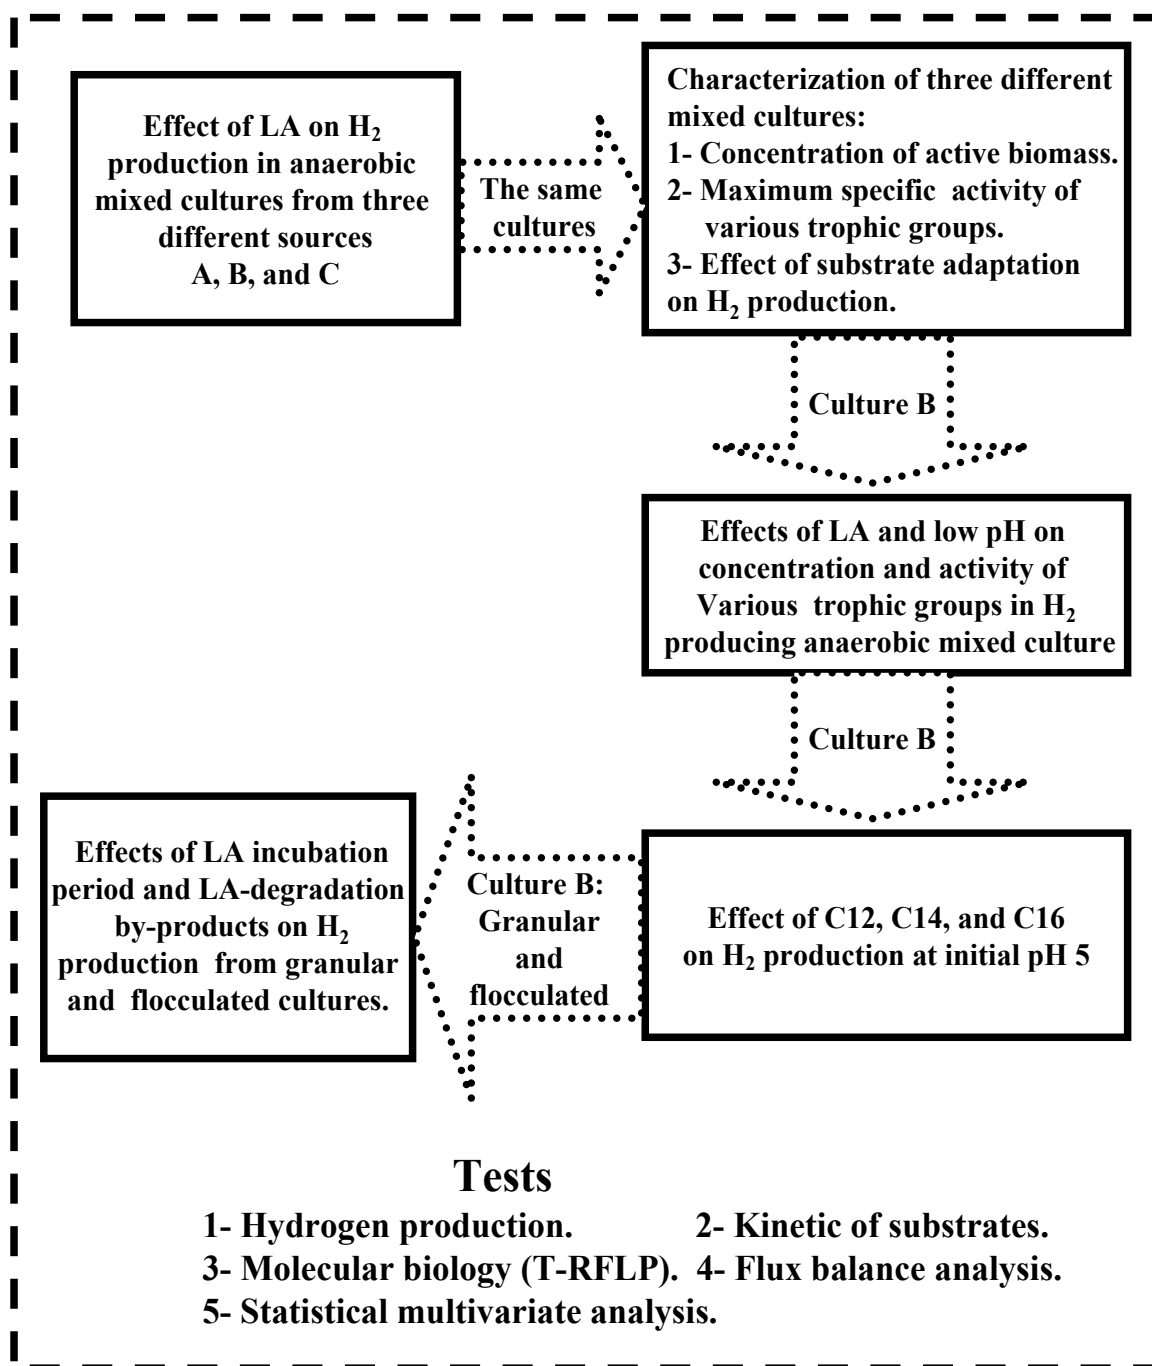 Effect of LA on H₂
production in anaerobic
mixed cultures from three
different sources
A, B, and C
The same
cultures
Characterization of three different
mixed cultures:
1- Concentration of active biomass.
2- Maximum specific activity of
various trophic groups.
3- Effect of substrate adaptation
on H₂ production.
Culture B
Effects of LA and low pH on
concentration and activity of
Various trophic groups in H₂
producing anaerobic mixed culture
Culture B
Effect of C12, C14, and C16
on H₂ production at initial pH 5
Culture B:
Granular
and
flocculated
Effects of LA incubation
period and LA-degradation
by-products on H₂
production from granular
and flocculated cultures.
Tests
1- Hydrogen production. 2- Kinetic of substrates.
3- Molecular biology (T-RFLP). 4- Flux balance analysis.
5- Statistical multivariate analysis.